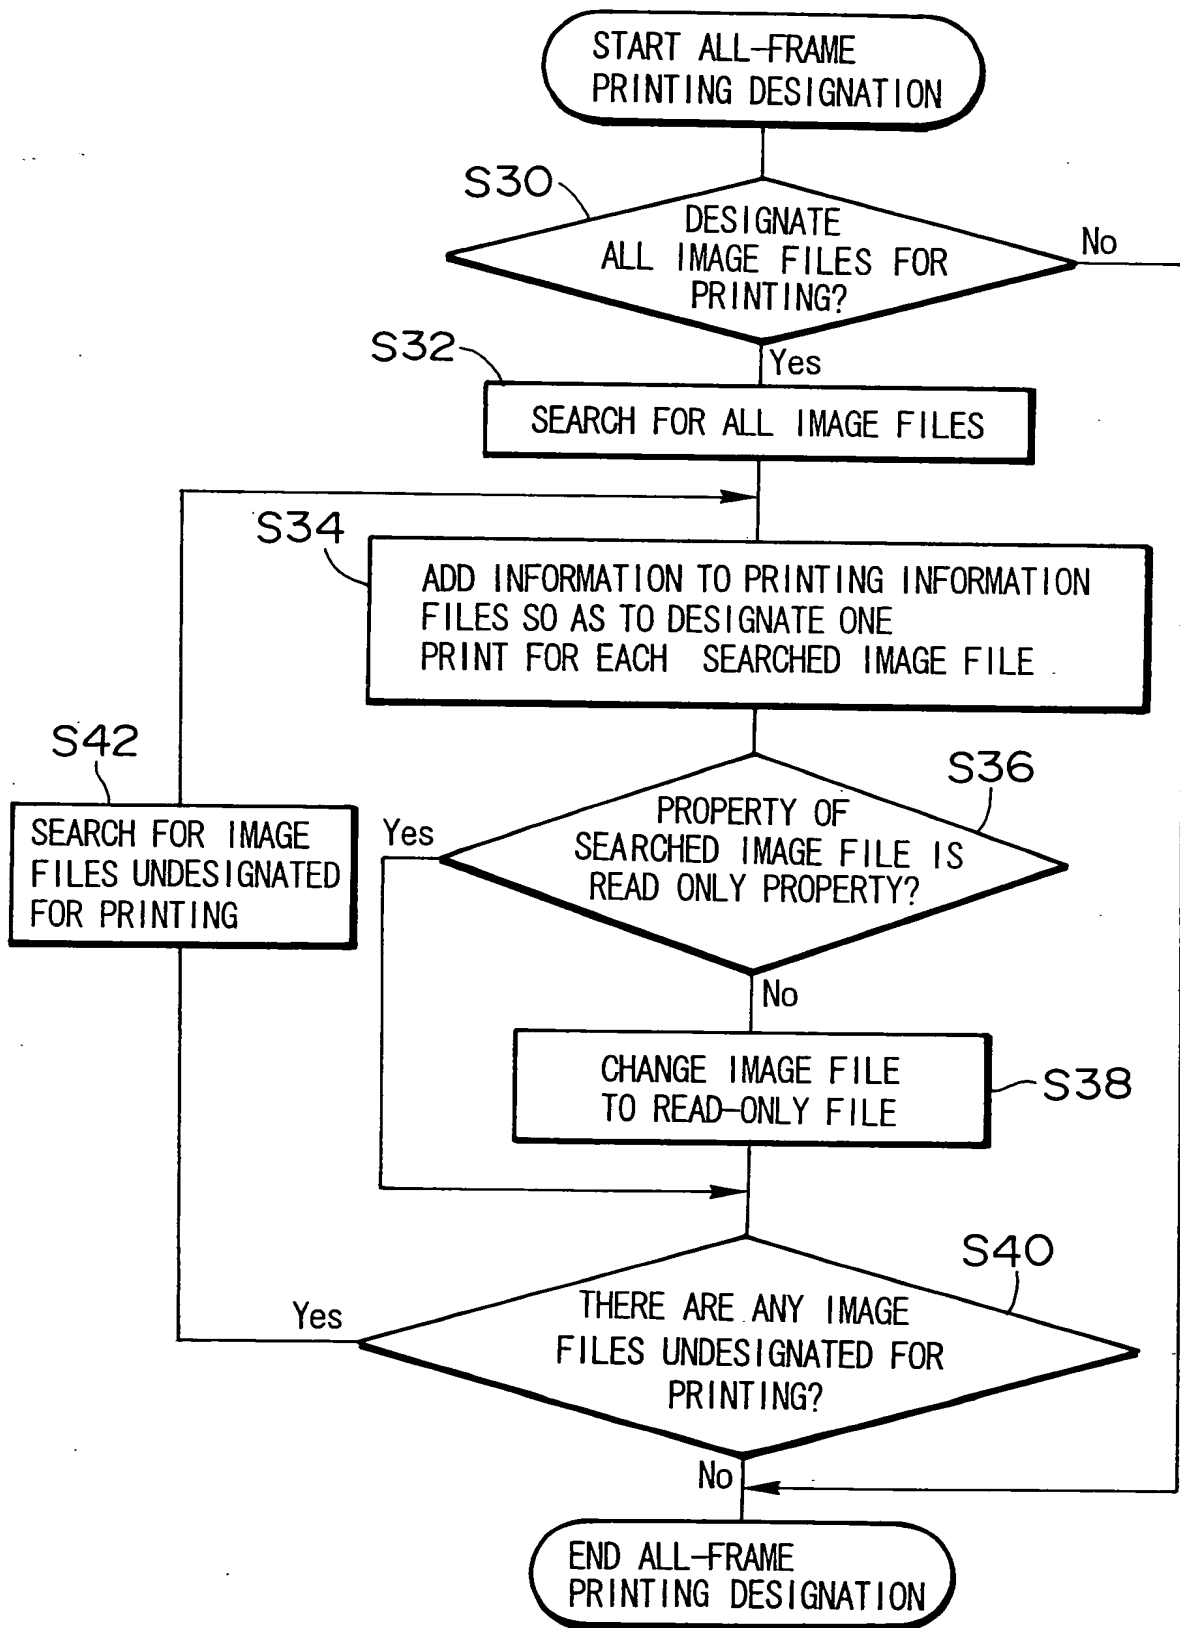 START ALL-FRAME
PRINTING DESIGNATION
S30
DESIGNATE
ALL IMAGE FILES FOR
PRINTING?
No
Yes
S32
SEARCH FOR ALL IMAGE FILES
S34
ADD INFORMATION TO PRINTING INFORMATION
FILES SO AS TO DESIGNATE ONE
PRINT FOR EACH SEARCHED IMAGE FILE
S42
SEARCH FOR IMAGE
FILES UNDESIGNATED
FOR PRINTING
S36
PROPERTY OF
SEARCHED IMAGE FILE IS
READ ONLY PROPERTY?
Yes
No
CHANGE IMAGE FILE
TO READ-ONLY FILE
S38
S40
THERE ARE ANY IMAGE
FILES UNDESIGNATED FOR
PRINTING?
Yes
No
END ALL-FRAME
PRINTING DESIGNATION